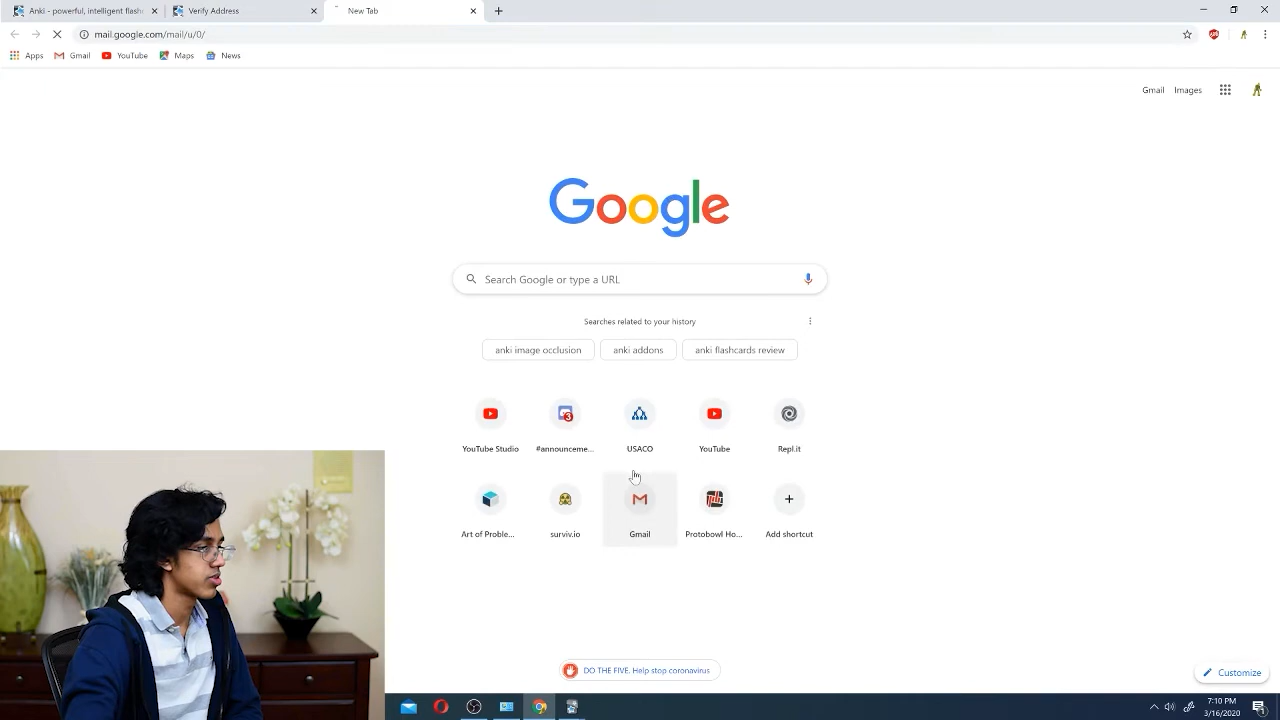 Anki - powerful, intelligent flash
Verify Address
New Tab
mail.google.com/mail/u/0/
Apps
Gmail
YouTube
Maps
News
Gmail
Images
Google
Search Google or type a URL
Searches related to your history
anki image occlusion
anki addons
anki flashcards review
3
YouTube Studio
#announceme...
USACO
YouTube
Repl.it
Art of Proble...
surviv.io
Gmail
Protobowl Ho...
Add shortcut
DO THE FIVE. Help stop coronavirus
Customize
7:10 PM
3/16/2020